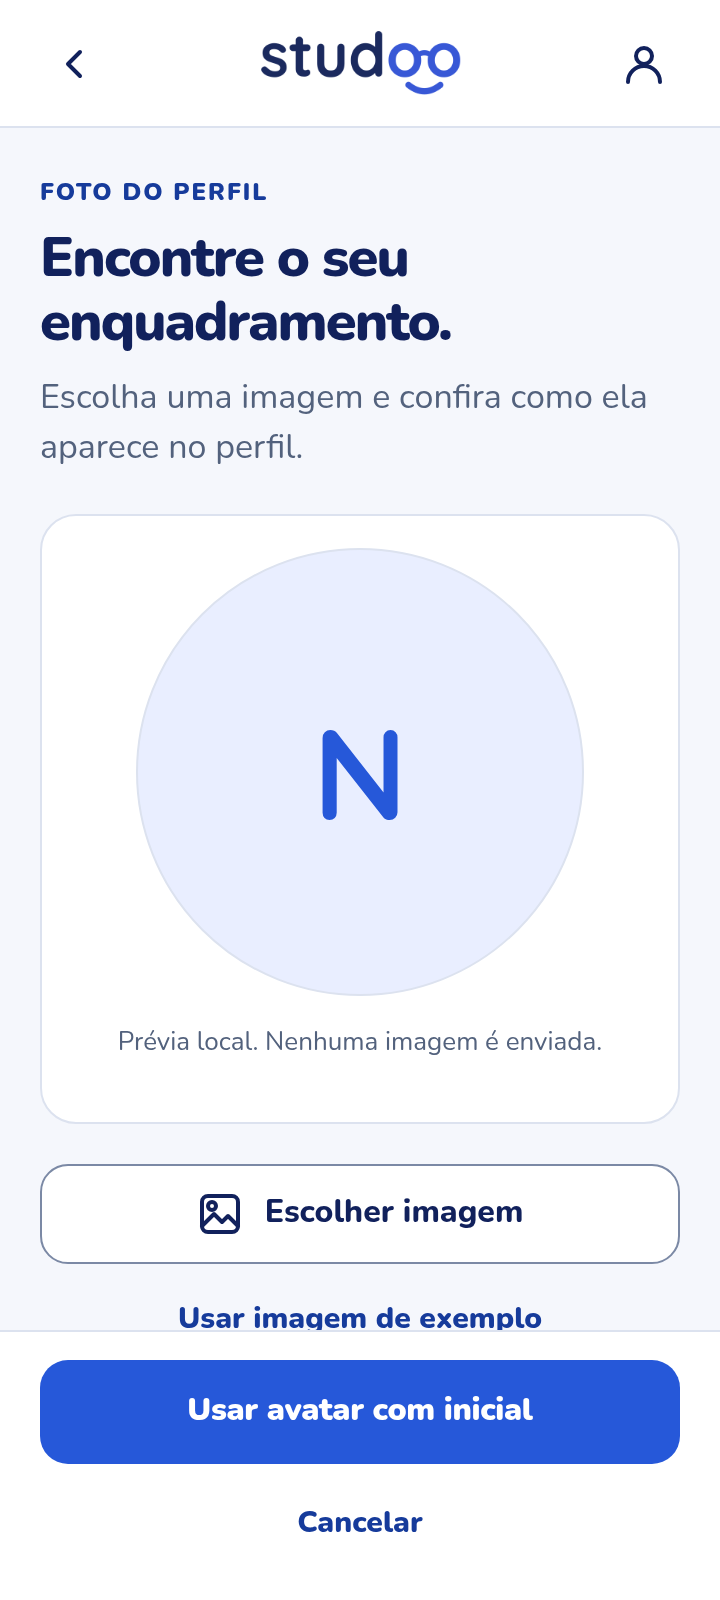 studoo
FOTO DO PERFIL
Encontre o seu
enquadramento.
Escolha uma imagem e confira como ela
aparece no perfil.
N
Prévia local. Nenhuma imagem é enviada.
Escolher imagem
Usar imagem de exemplo
Usar avatar com inicial
Cancelar